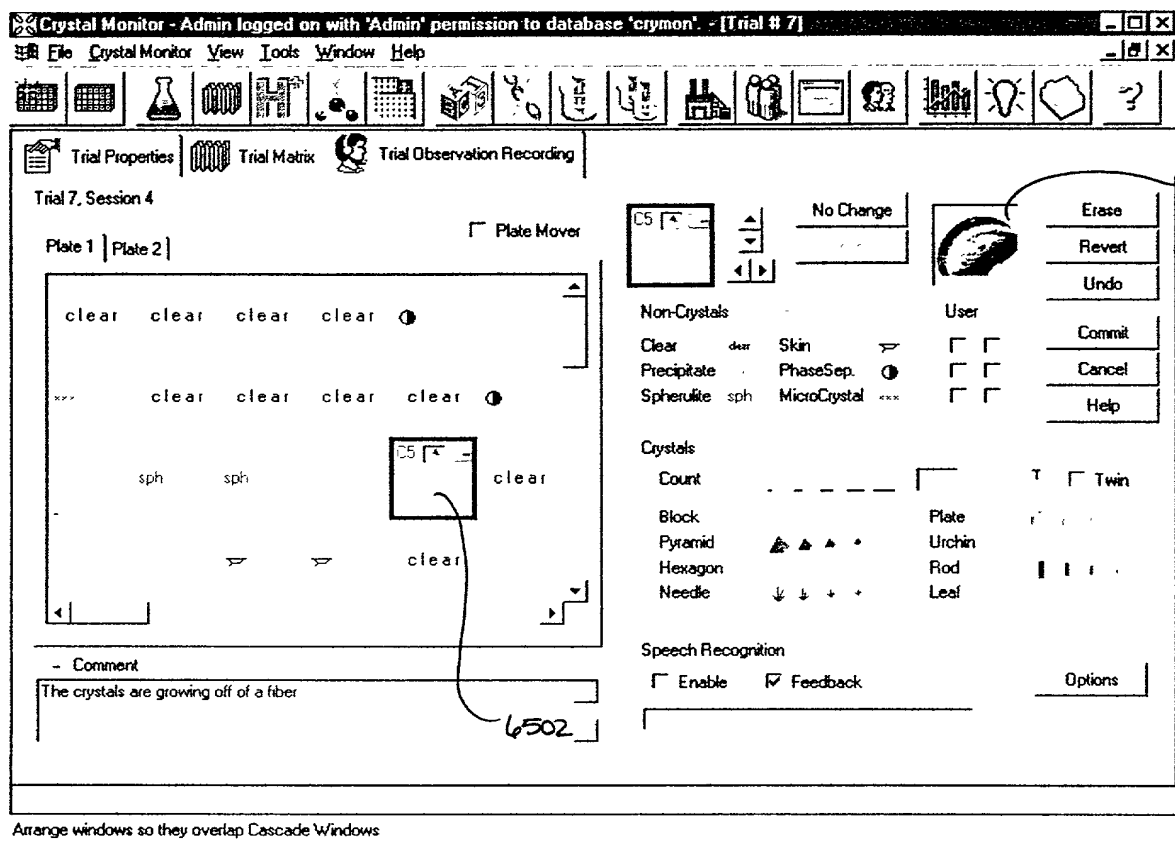 Crystal Monitor - Admin logged on with 'Admin' permission to database 'crymon'. - [Trial # 7]
File Crystal Monitor View Tools Window Help
Trial Properties Trial Matrix Trial Observation Recording
Trial 7, Session 4
Plate Mover
Plate 1 Plate 2
clear clear clear clear
xxx clear clear clear clear
sph sph C5 clear
clear
Comment
The crystals are growing off of a fiber
6502
C5 No Change
Erase
Revert
Undo
Commit
Cancel
Help
Non-Crystals User
Clear clear Skin
Precipitate PhaseSep.
Spherulite sph MicroCrystal xxx
Crystals
Count T Twin
Block Plate
Pyramid Urchin
Hexagon Rod
Needle Leaf
Speech Recognition
Enable Feedback Options
Arrange windows so they overlap Cascade Windows